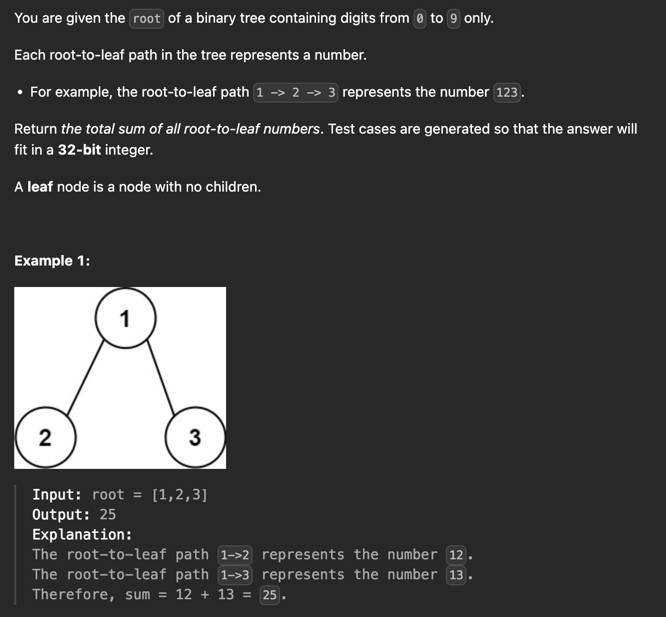 You are given the root of a binary tree containing digits from 0 to 9 only.
Each root-to-leaf path in the tree represents a number.
• For example, the root-to-leaf path 1 -> 2 -> 3 represents the number 123.
Return the total sum of all root-to-leaf numbers. Test cases are generated so that the answer will
fit in a 32-bit integer.
A leaf node is a node with no children.
Example 1:
1
2 3
Input: root = [1,2,3]
Output: 25
Explanation:
The root-to-leaf path 1->2 represents the number 12.
The root-to-leaf path 1->3 represents the number 13.
Therefore, sum = 12 + 13 = 25.